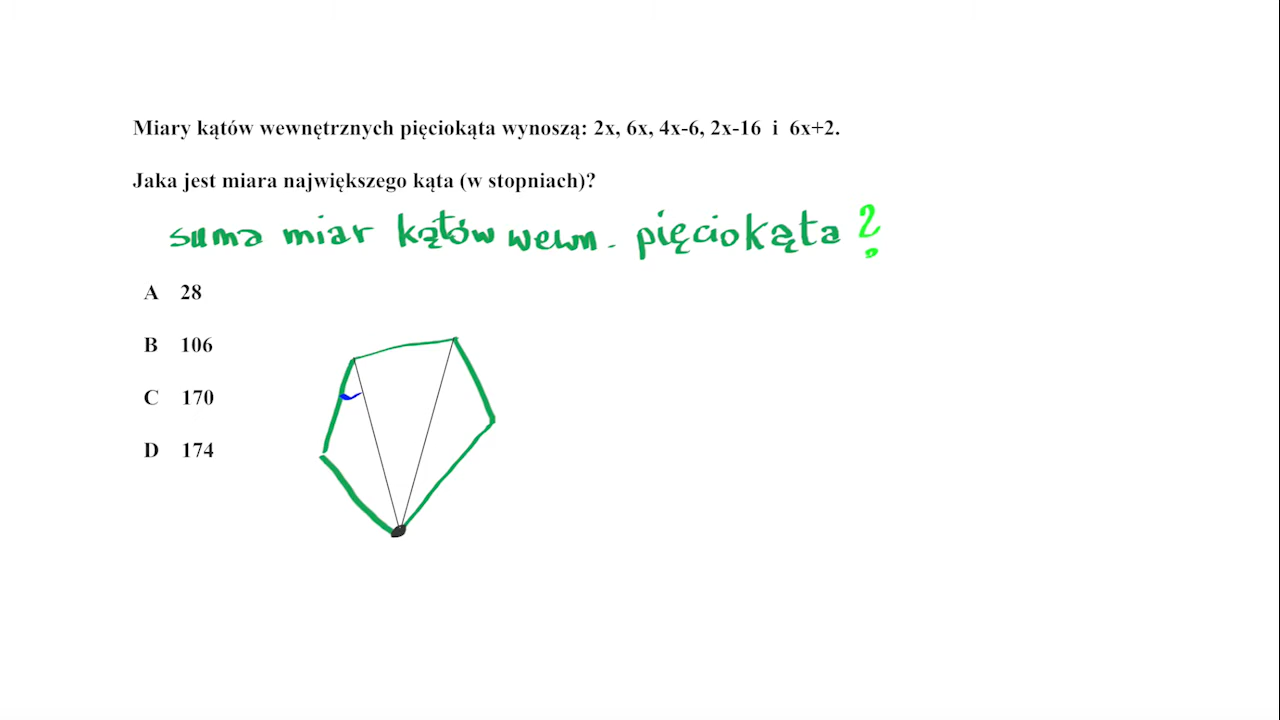 Miary kątów wewnętrznych pięciokąta wynoszą: 2x, 6x, 4x-6, 2x-16 i 6x+2.
Jaka jest miara największego kąta (w stopniach)?
suma miar kątów wewn. pięciokąta ?
A 28
B 106
C 170
D 174